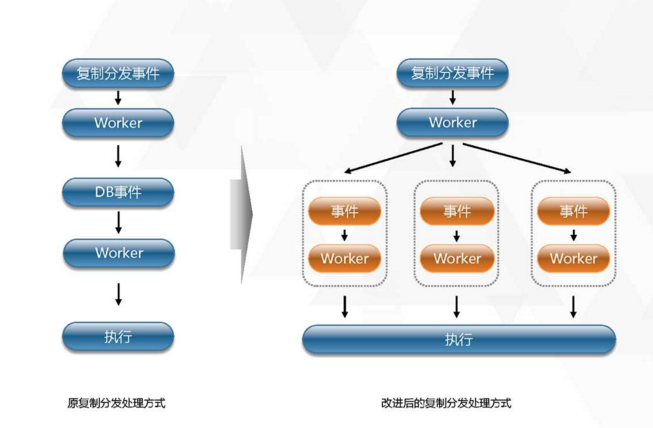 复制分发事件
Worker
DB事件
Worker
执行
原复制分发处理方式
复制分发事件
Worker
事件
Worker
事件
Worker
事件
Worker
执行
改进后的复制分发处理方式